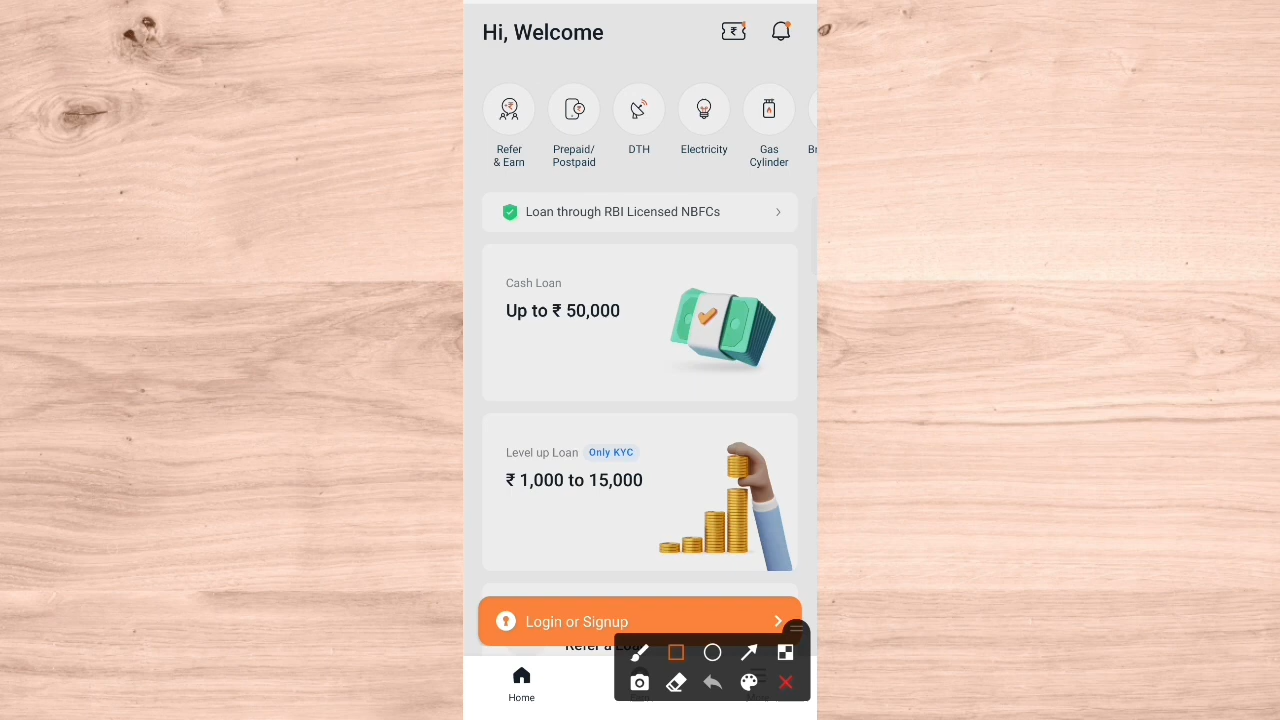 Hi, Welcome
Refer
& Earn
Prepaid/
Postpaid
DTH
Electricity
Gas
Cylinder
Loan through RBI Licensed NBFCs
Cash Loan
Up to ₹ 50,000
Level up Loan Only KYC
₹ 1,000 to 15,000
Login or Signup
Refer a
Home